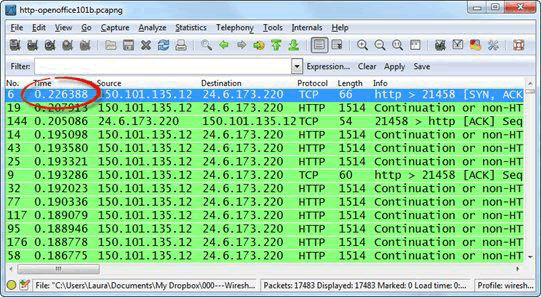 http-openoffice101b.pcapng
File Edit View Go Capture Analyze Statistics Telephony Tools Internals Help
Filter: Expression... Clear Apply Save
No. Time Source Destination Protocol Length Info
6 0.226388 150.101.135.12 24.6.173.220 TCP 66 http > 21458 [SYN, ACK
19 0.207913 150.101.135.12 24.6.173.220 HTTP 1514 Continuation or non-HT
144 0.205086 24.6.173.220 150.101.135.12 TCP 54 21458 > http [ACK] Seq
14 0.195098 150.101.135.12 24.6.173.220 HTTP 1514 Continuation or non-HT
43 0.193580 150.101.135.12 24.6.173.220 HTTP 1514 Continuation or non-HT
25 0.193321 150.101.135.12 24.6.173.220 HTTP 1514 Continuation or non-HT
9 0.193286 150.101.135.12 24.6.173.220 TCP 60 http > 21458 [ACK] Seq
32 0.192023 150.101.135.12 24.6.173.220 HTTP 1514 Continuation or non-HT
77 0.190336 150.101.135.12 24.6.173.220 HTTP 1514 Continuation or non-HT
117 0.189079 150.101.135.12 24.6.173.220 HTTP 1514 Continuation or non-HT
95 0.188946 150.101.135.12 24.6.173.220 HTTP 1514 Continuation or non-HT
176 0.188778 150.101.135.12 24.6.173.220 HTTP 1514 Continuation or non-HT
58 0.186775 150.101.135.12 24.6.173.220 HTTP 1514 Continuation or non-HT
File: "C:\Users\Laura\Documents\My Dropbox\000---Wiresh... Packets: 17483 Displayed: 17483 Marked: 0 Load time: 0:... Profile: wiresh...